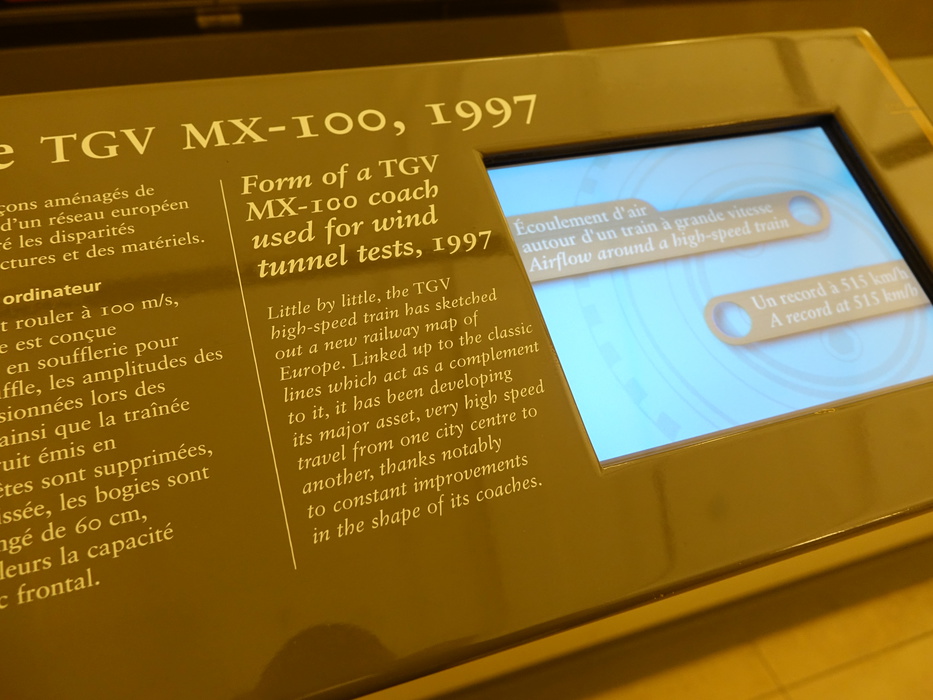 e TGV MX-100, 1997
çons aménagés de
d'un réseau européen
é les disparités
ctures et des matériels.
ordinateur
t rouler à 100 m/s,
e est conçue
en soufflerie pour
ffle, les amplitudes des
sionnées lors des
ainsi que la traînée
ruit émis en
êtes sont supprimées,
issée, les bogies sont
ngé de 60 cm,
leurs la capacité
c frontal.
Form of a TGV
MX-100 coach
used for wind
tunnel tests, 1997
Little by little, the TGV
high-speed train has sketched
out a new railway map of
Europe. Linked up to the classic
lines which act as a complement
to it, it has been developing
its major asset, very high speed
travel from one city centre to
another, thanks notably
to constant improvements
in the shape of its coaches.
Écoulement d'air
autour d'un train à grande vitesse
Airflow around a high-speed train
Un record à 515 km/h
A record at 515 km/h